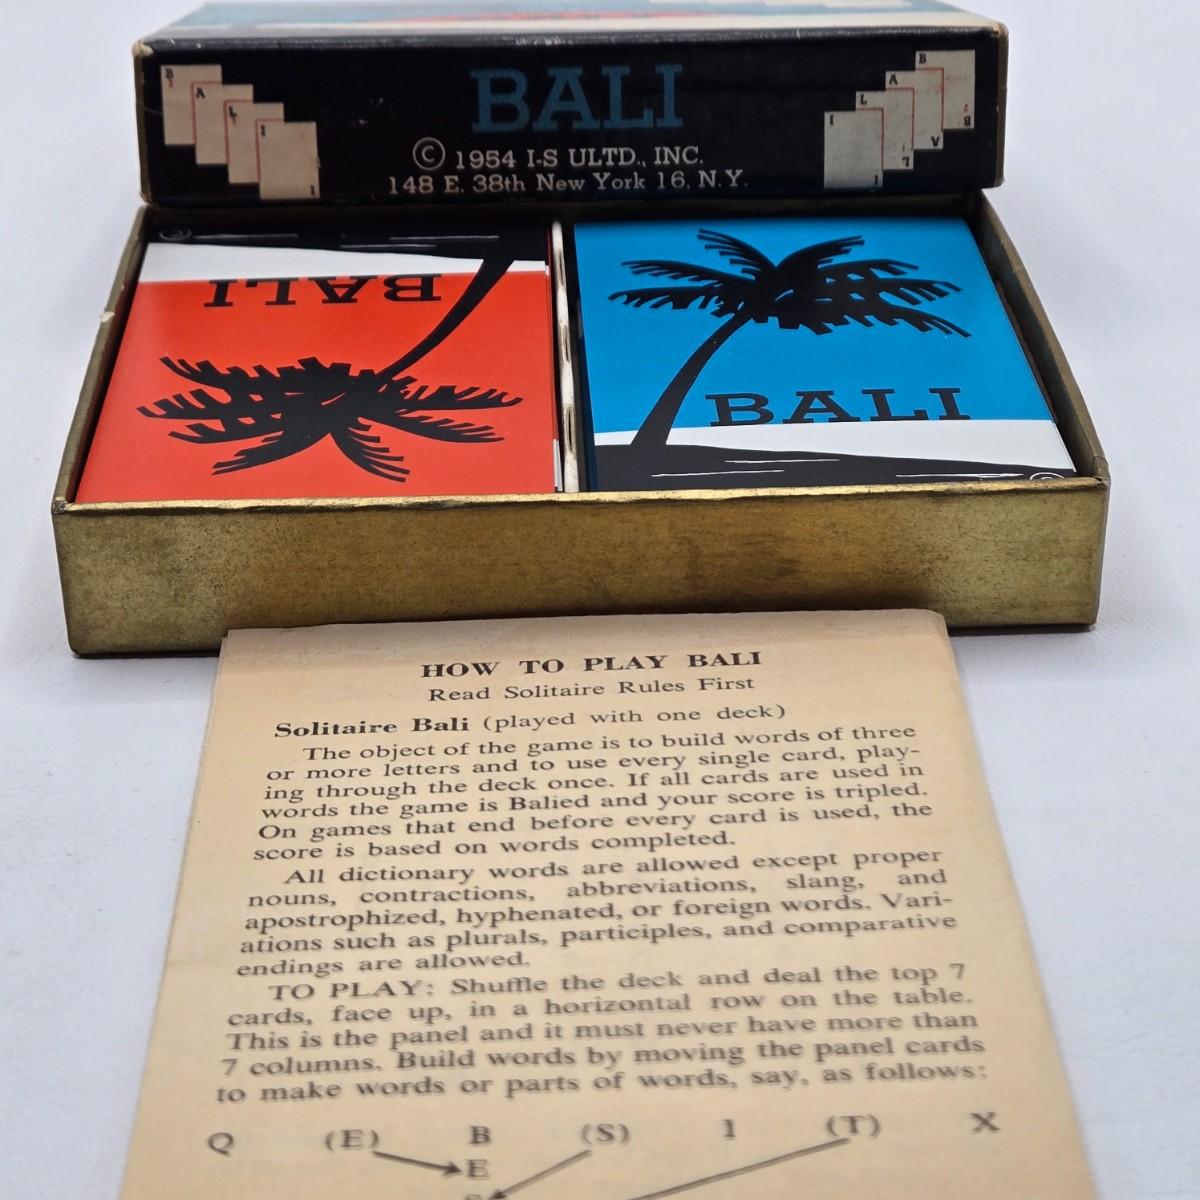 BALI
© 1954 I-S ULTD., INC.
148 E. 38th New York 16, N.Y.
B
A
L
I
I
B
A
L
I
B
A
L
I
BALI
BALI
HOW TO PLAY BALI
Read Solitaire Rules First
Solitaire Bali (played with one deck)
The object of the game is to build words of three
or more letters and to use every single card, play-
ing through the deck once. If all cards are used in
words the game is Balied and your score is tripled.
On games that end before every card is used, the
score is based on words completed.
All dictionary words are allowed except proper
nouns, contractions, abbreviations, slang, and
apostrophized, hyphenated, or foreign words. Vari-
ations such as plurals, participles, and comparative
endings are allowed.
TO PLAY: Shuffle the deck and deal the top 7
cards, face up, in a horizontal row on the table.
This is the panel and it must never have more than
7 columns. Build words by moving the panel cards
to make words or parts of words, say, as follows:
Q (E) B (S) I (T) X
E